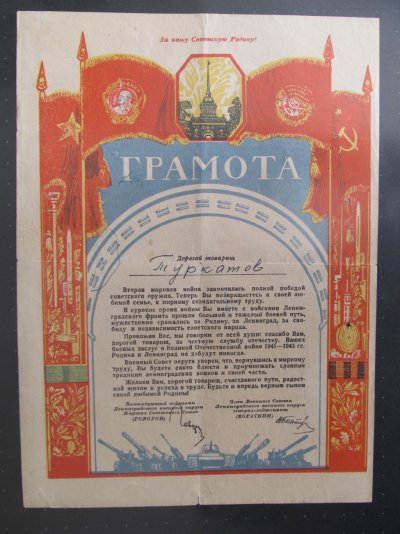 За нашу Советскую Родину!
ГРАМОТА
Дорогой товарищ
Туркатов
Вторая мировая война закончилась полной победой
советского оружия. Теперь Вы возвращаетесь к своей лю-
бимой семье, к мирному созидательному труду.
В суровое время войны Вы вместе с войсками Ленин-
градского фронта прошли большой и тяжелый боевой путь,
мужественно сражались за Родину, за Ленинград, за сво-
боду и независимость советского народа.
Провожая Вас, мы говорим от всей души: спасибо Вам,
дорогой товарищ, за честную службу отечеству. Ваших
боевых заслуг в Великой Отечественной войне 1941—1945 гг.
Родина и Ленинград не забудут никогда.
Военный Совет округа уверен, что, вернувшись к мирному
труду, Вы будете свято блюсти и приумножать славные
традиции ленинградских воинов и своей части.
Желаем Вам, дорогой товарищ, счастливого пути, радост-
ной жизни и успеха в труде. Будьте и впредь верным сыном
своей любимой Родины!
Командующий войсками
Ленинградского военного округа
Маршал Советского Союза
(ГОВОРОВ)
Член Военного Совета
Ленинградского военного округа
генерал-лейтенант
(БОГАТКИН)